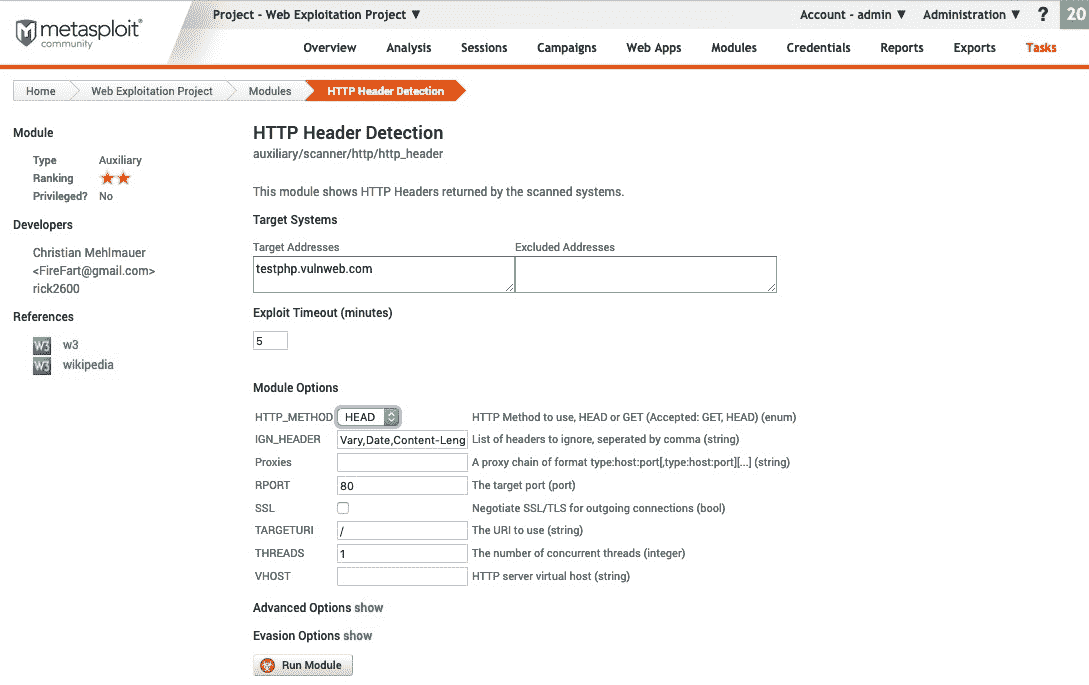 metasploit®
community
Project - Web Exploitation Project ▼
Account - admin ▼ Administration ▼ ? 20
Overview Analysis Sessions Campaigns Web Apps Modules Credentials Reports Exports Tasks
Home Web Exploitation Project Modules HTTP Header Detection
Module
Type Auxiliary
Ranking
Privileged? No
Developers
Christian Mehlmauer
<FireFart@gmail.com>
rick2600
References
W3 w3
W3 wikipedia
HTTP Header Detection
auxiliary/scanner/http/http_header
This module shows HTTP Headers returned by the scanned systems.
Target Systems
Target Addresses Excluded Addresses
testphp.vulnweb.com
Exploit Timeout (minutes)
5
Module Options
HTTP_METHOD HEAD HTTP Method to use, HEAD or GET (Accepted: GET, HEAD) (enum)
IGN_HEADER Vary,Date,Content-Leng List of headers to ignore, seperated by comma (string)
Proxies A proxy chain of format type:host:port[,type:host:port][...] (string)
RPORT 80 The target port (port)
SSL Negotiate SSL/TLS for outgoing connections (bool)
TARGETURI / The URI to use (string)
THREADS 1 The number of concurrent threads (integer)
VHOST HTTP server virtual host (string)
Advanced Options show
Evasion Options show
Run Module